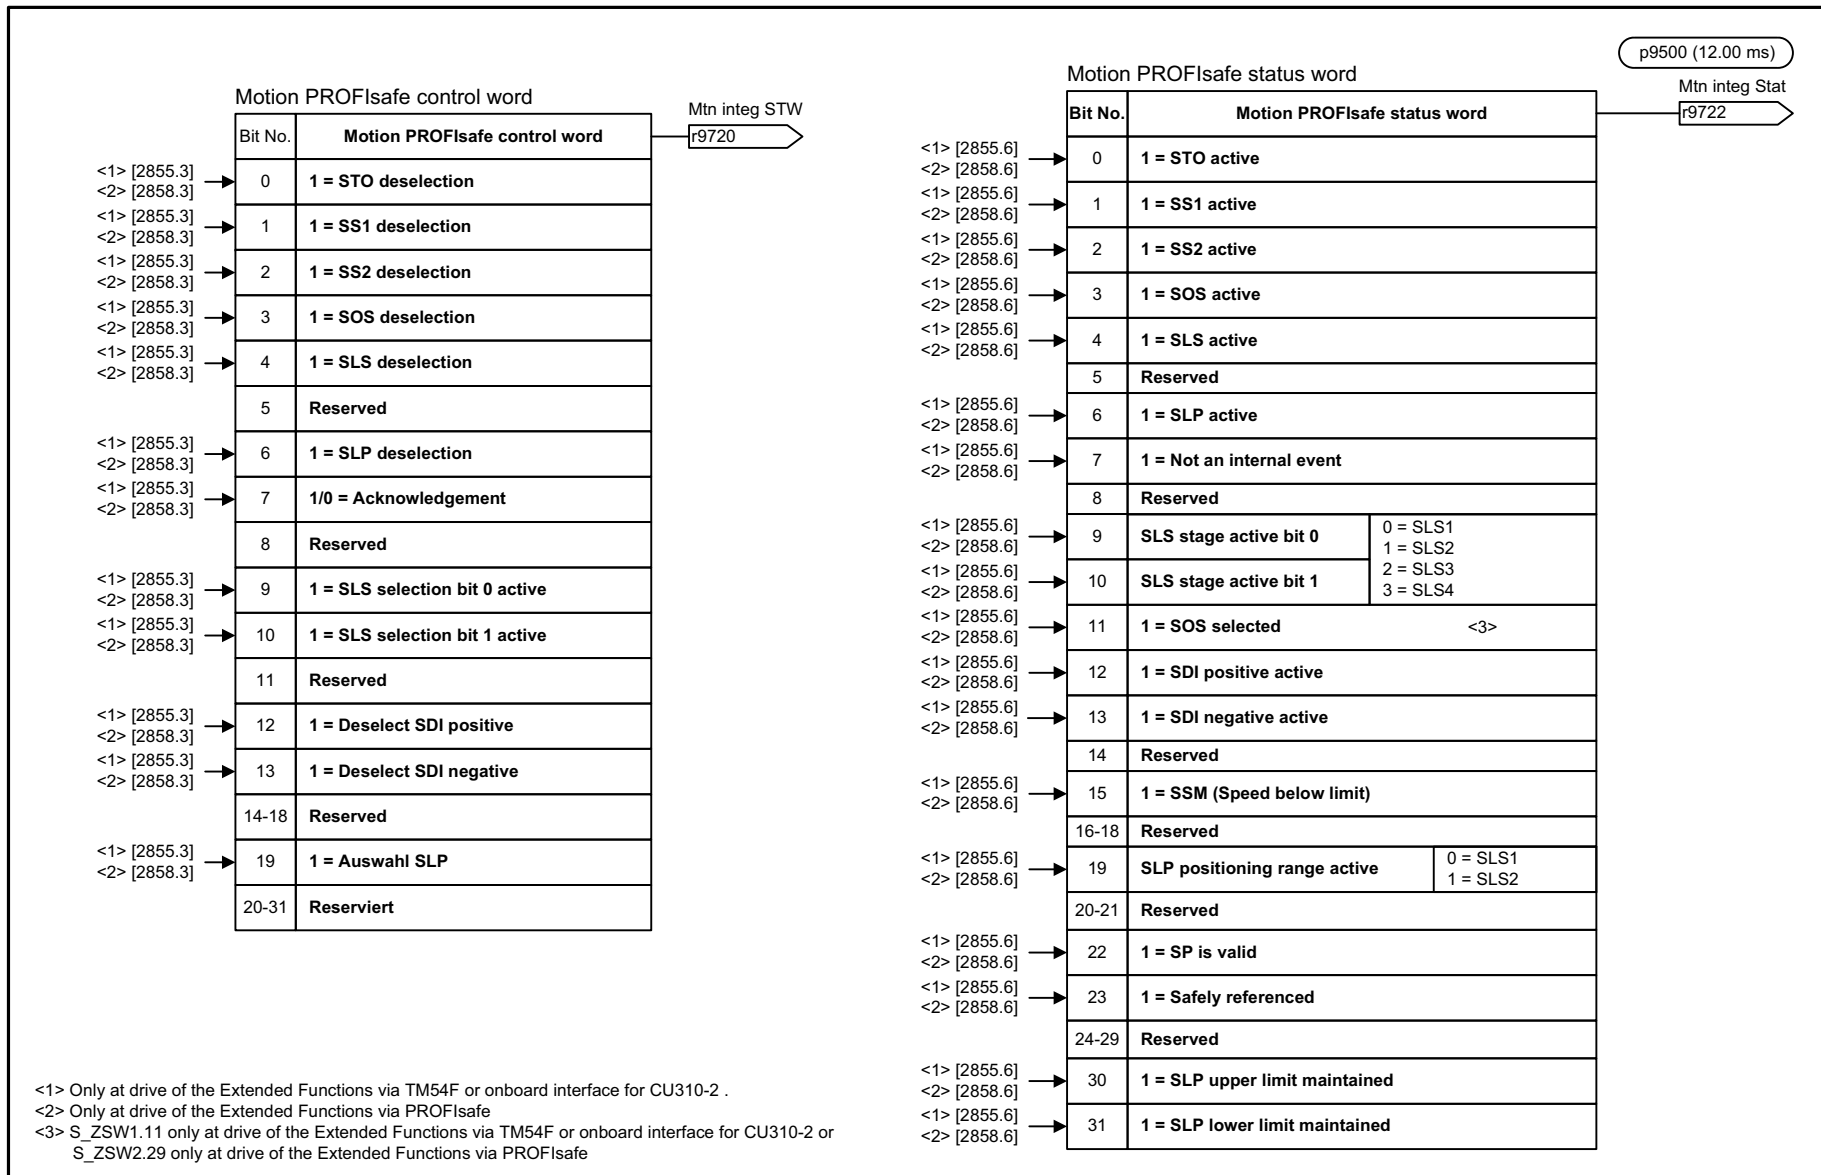 p9500 (12.00 ms)
Motion PROFIsafe control word
Mtn integ STW
r9720
Bit No. Motion PROFIsafe control word
<1> [2855.3]
<2> [2858.3]
0 1 = STO deselection
<1> [2855.3]
<2> [2858.3]
1 1 = SS1 deselection
<1> [2855.3]
<2> [2858.3]
2 1 = SS2 deselection
<1> [2855.3]
<2> [2858.3]
3 1 = SOS deselection
<1> [2855.3]
<2> [2858.3]
4 1 = SLS deselection
5 Reserved
<1> [2855.3]
<2> [2858.3]
6 1 = SLP deselection
<1> [2855.3]
<2> [2858.3]
7 1/0 = Acknowledgement
8 Reserved
<1> [2855.3]
<2> [2858.3]
9 1 = SLS selection bit 0 active
<1> [2855.3]
<2> [2858.3]
10 1 = SLS selection bit 1 active
11 Reserved
<1> [2855.3]
<2> [2858.3]
12 1 = Deselect SDI positive
<1> [2855.3]
<2> [2858.3]
13 1 = Deselect SDI negative
14-18 Reserved
<1> [2855.3]
<2> [2858.3]
19 1 = Auswahl SLP
20-31 Reserviert
Motion PROFIsafe status word
Mtn integ Stat
r9722
Bit No. Motion PROFIsafe status word
<1> [2855.6]
<2> [2858.6]
0 1 = STO active
<1> [2855.6]
<2> [2858.6]
1 1 = SS1 active
<1> [2855.6]
<2> [2858.6]
2 1 = SS2 active
<1> [2855.6]
<2> [2858.6]
3 1 = SOS active
<1> [2855.6]
<2> [2858.6]
4 1 = SLS active
5 Reserved
<1> [2855.6]
<2> [2858.6]
6 1 = SLP active
<1> [2855.6]
<2> [2858.6]
7 1 = Not an internal event
8 Reserved
<1> [2855.6]
<2> [2858.6]
9 SLS stage active bit 0
<1> [2855.6]
<2> [2858.6]
10 SLS stage active bit 1
0 = SLS1
1 = SLS2
2 = SLS3
3 = SLS4
<1> [2855.6]
<2> [2858.6]
11 1 = SOS selected <3>
<1> [2855.6]
<2> [2858.6]
12 1 = SDI positive active
<1> [2855.6]
<2> [2858.6]
13 1 = SDI negative active
14 Reserved
<1> [2855.6]
<2> [2858.6]
15 1 = SSM (Speed below limit)
16-18 Reserved
<1> [2855.6]
<2> [2858.6]
19 SLP positioning range active
0 = SLS1
1 = SLS2
20-21 Reserved
<1> [2855.6]
<2> [2858.6]
22 1 = SP is valid
<1> [2855.6]
<2> [2858.6]
23 1 = Safely referenced
24-29 Reserved
<1> [2855.6]
<2> [2858.6]
30 1 = SLP upper limit maintained
<1> [2855.6]
<2> [2858.6]
31 1 = SLP lower limit maintained
<1> Only at drive of the Extended Functions via TM54F or onboard interface for CU310-2 .
<2> Only at drive of the Extended Functions via PROFIsafe
<3> S_ZSW1.11 only at drive of the Extended Functions via TM54F or onboard interface for CU310-2 or
S_ZSW2.29 only at drive of the Extended Functions via PROFIsafe